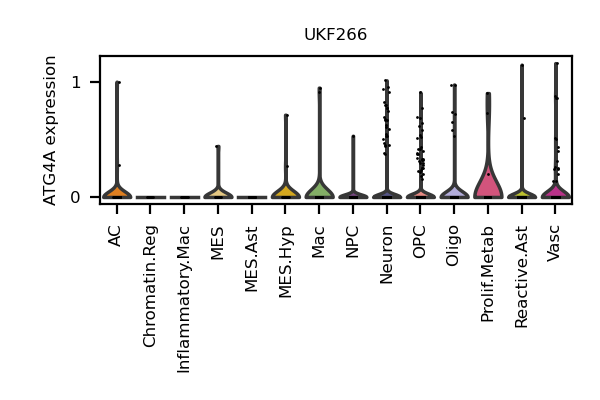 UKF266
ATG4A expression
1
0
AC
Chromatin.Reg
Inflammatory.Mac
MES
MES.Ast
MES.Hyp
Mac
NPC
Neuron
OPC
Oligo
Prolif.Metab
Reactive.Ast
Vasc